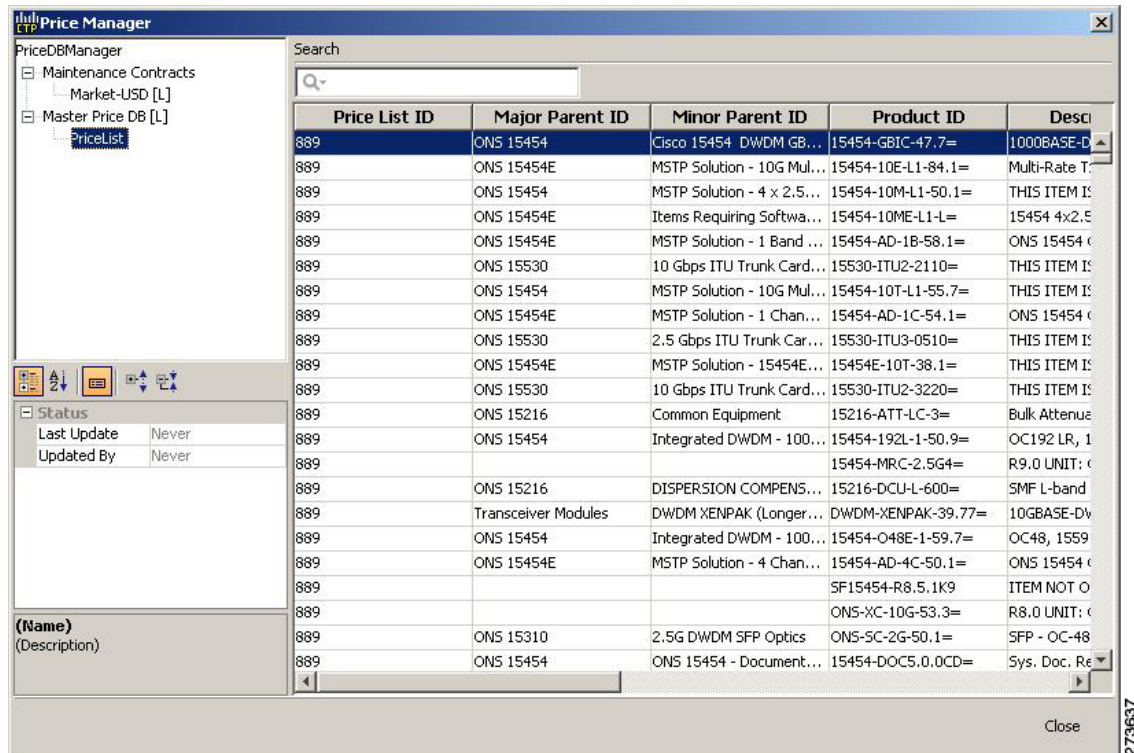 CTP Price Manager
PriceDBManager
Maintenance Contracts
Market-USD [L]
Master Price DB [L]
PriceList
Status
Last Update Never
Updated By Never
(Name)
(Description)
Search
Price List ID Major Parent ID Minor Parent ID Product ID Descr
889 ONS 15454 Cisco 15454 DWDM GB... 15454-GBIC-47.7= 1000BASE-D
889 ONS 15454E MSTP Solution - 10G Mul... 15454-10E-L1-84.1= Multi-Rate T
889 ONS 15454 MSTP Solution - 4 x 2.5... 15454-10M-L1-50.1= THIS ITEM IS
889 ONS 15454E Items Requiring Softwa... 15454-10ME-L1-L= 15454 4x2.5
889 ONS 15454E MSTP Solution - 1 Band ... 15454-AD-1B-58.1= ONS 15454
889 ONS 15530 10 Gbps ITU Trunk Card... 15530-ITU2-2110= THIS ITEM IS
889 ONS 15454 MSTP Solution - 10G Mul... 15454-10T-L1-55.7= THIS ITEM IS
889 ONS 15454E MSTP Solution - 1 Chan... 15454-AD-1C-54.1= ONS 15454
889 ONS 15530 2.5 Gbps ITU Trunk Car... 15530-ITU3-0510= THIS ITEM IS
889 ONS 15454E MSTP Solution - 15454E... 15454E-10T-38.1= THIS ITEM IS
889 ONS 15530 10 Gbps ITU Trunk Card... 15530-ITU2-3220= THIS ITEM IS
889 ONS 15216 Common Equipment 15216-ATT-LC-3= Bulk Attenua
889 ONS 15454 Integrated DWDM - 100... 15454-192L-1-50.9= OC192 LR, 1
889 15454-MRC-2.5G4= R9.0 UNIT:
889 ONS 15216 DISPERSION COMPENS... 15216-DCU-L-600= SMF L-band
889 Transceiver Modules DWDM XENPAK (Longer... DWDM-XENPAK-39.77= 10GBASE-DW
889 ONS 15454 Integrated DWDM - 100... 15454-O48E-1-59.7= OC48, 1559
889 ONS 15454E MSTP Solution - 4 Chan... 15454-AD-4C-50.1= ONS 15454
889 SF15454-R8.5.1K9 ITEM NOT O
889 ONS-XC-10G-53.3= R8.0 UNIT:
889 ONS 15310 2.5G DWDM SFP Optics ONS-SC-2G-50.1= SFP - OC-48
889 ONS 15454 ONS 15454 - Document... 15454-DOC5.0.0CD= Sys. Doc. Re
Close
273637